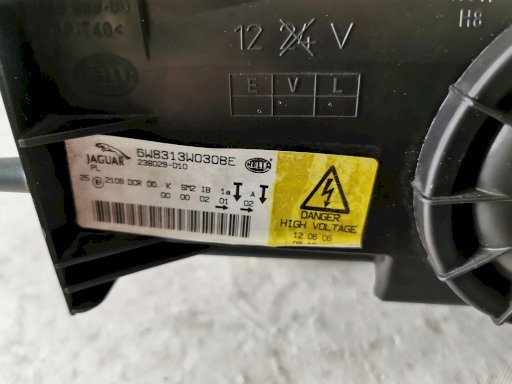 H8
12 24 V
E V L
JAGUAR
6W8313W030BE
238029-010
HELLA
PL
25 E1 2109 DCR 00. K SM2 IB 1a A
00 00 02 01 02
DANGER
HIGH VOLTAGE
12 06 08